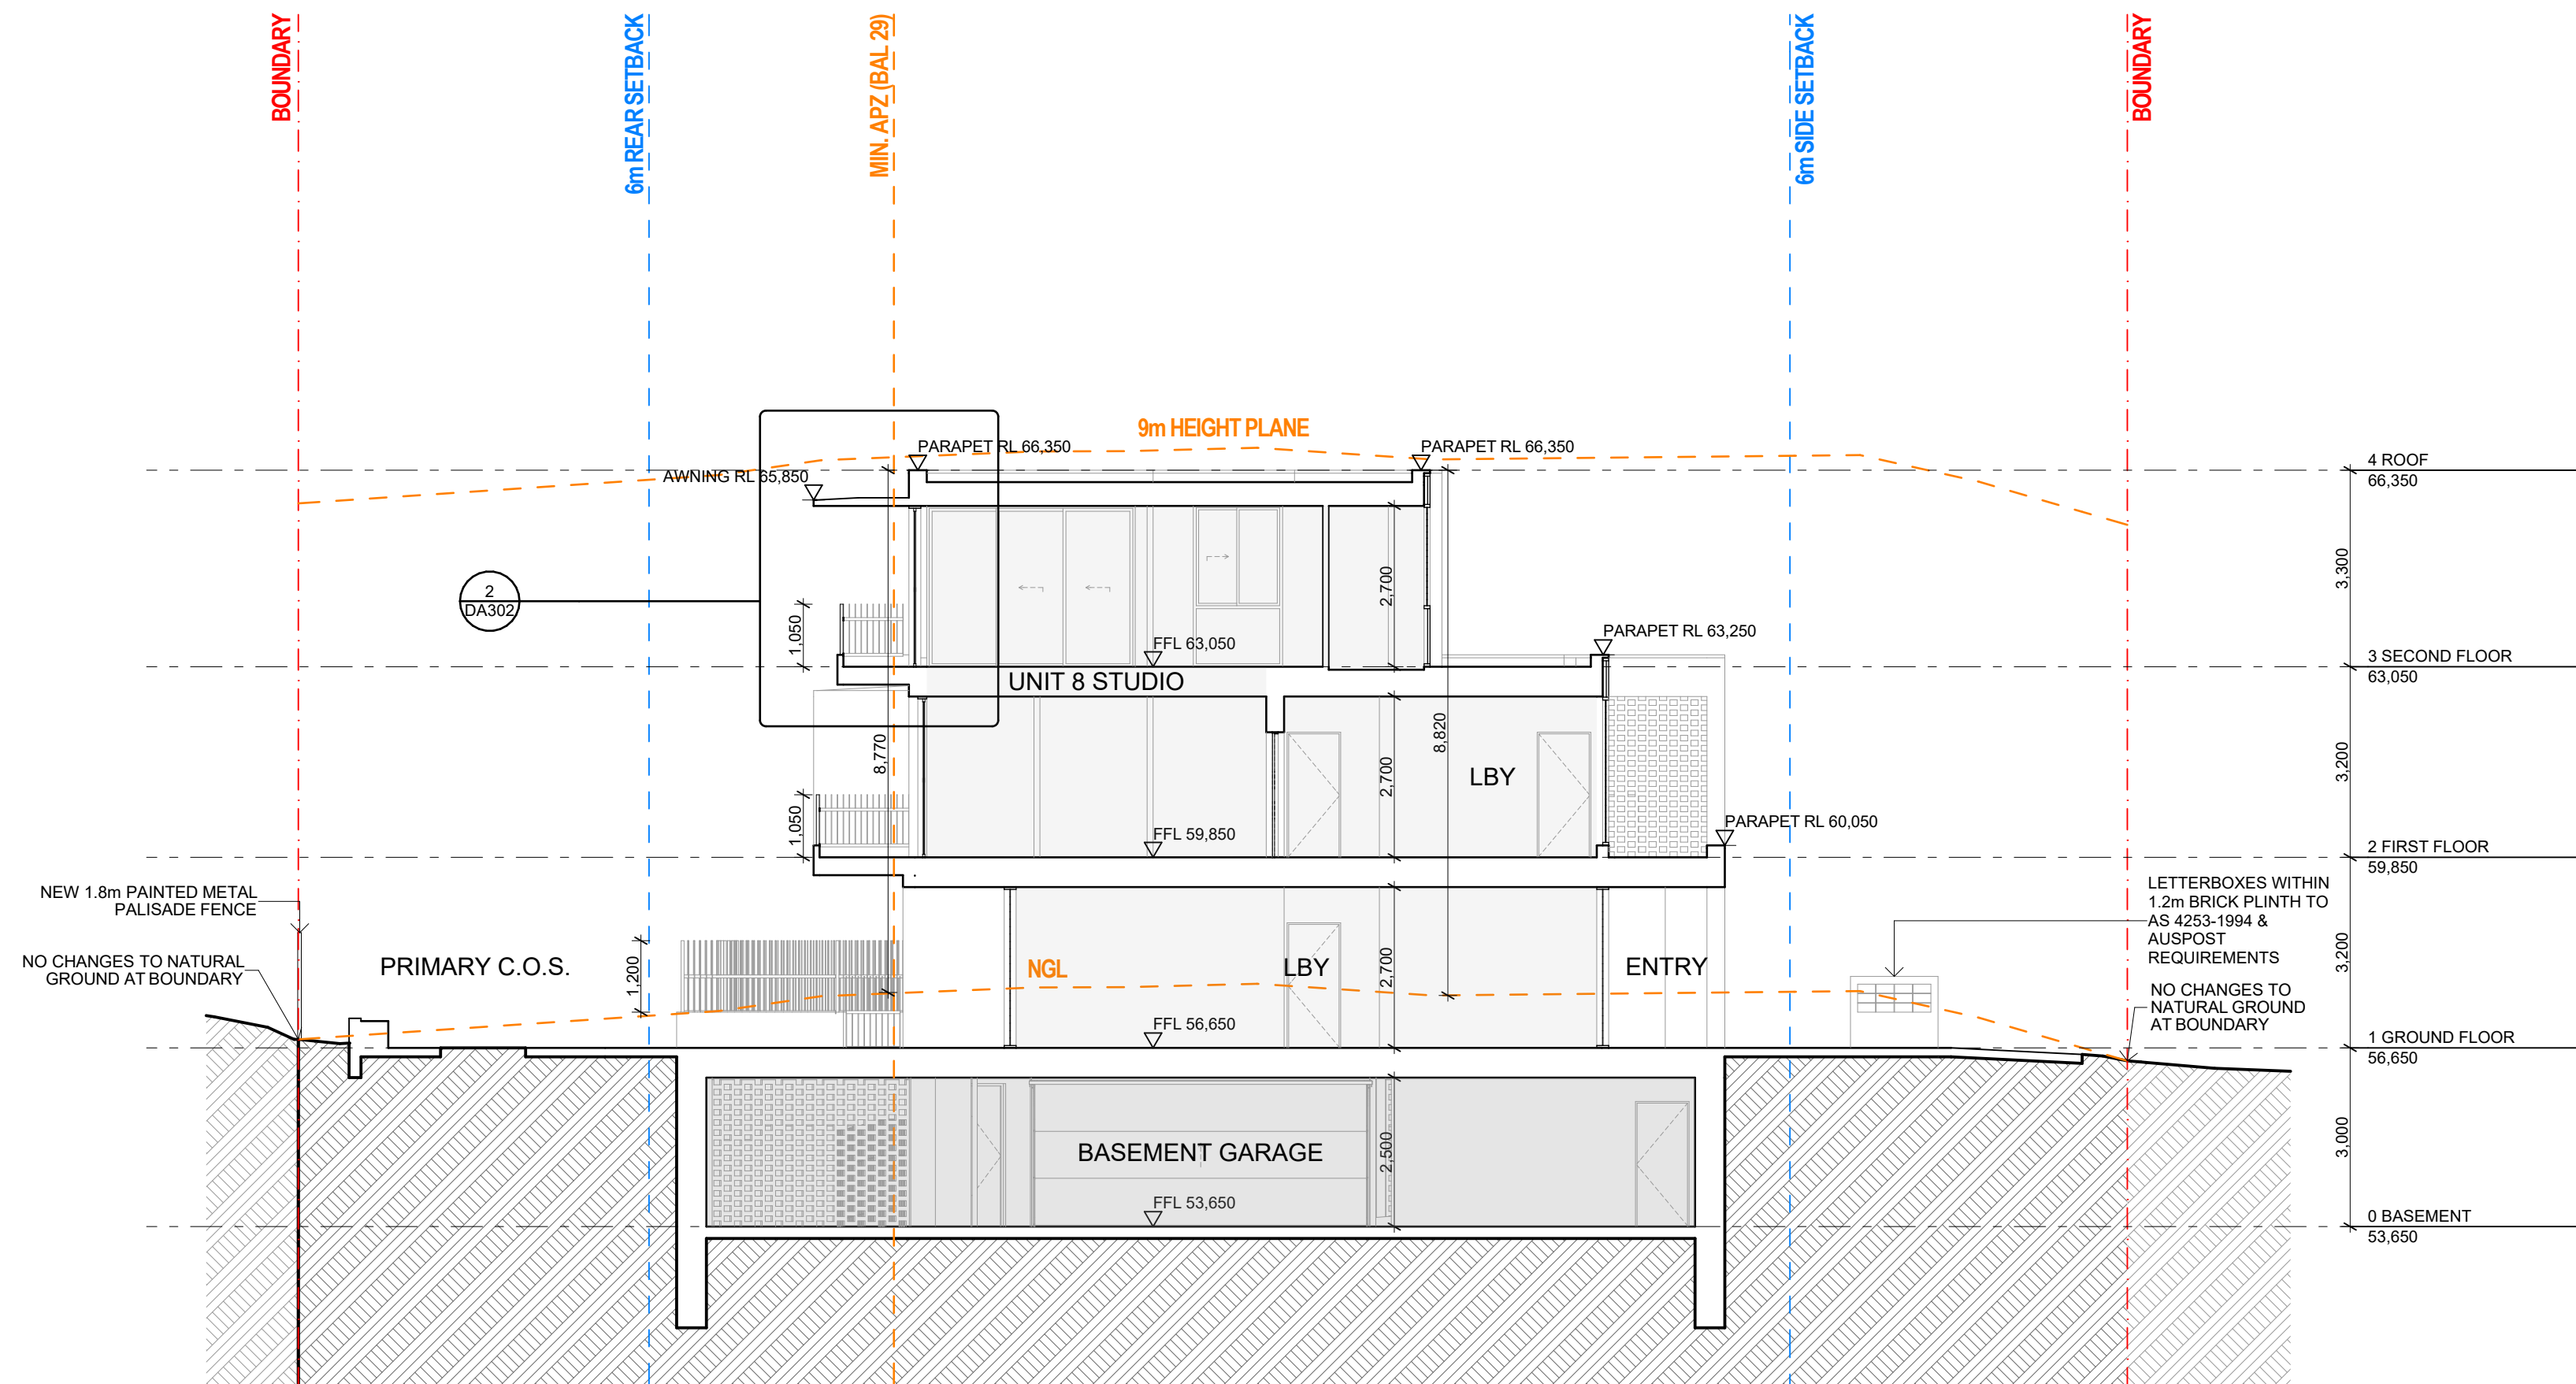 BOUNDARY
6m REAR SETBACK
MIN. APZ (BAL 29)
6m SIDE SETBACK
BOUNDARY
9m HEIGHT PLANE
PARAPET RL 66,350
PARAPET RL 66,350
AWNING RL 65,850
4 ROOF
66,350
3,300
2
DA302
2,700
1,050
FFL 63,050
PARAPET RL 63,250
3 SECOND FLOOR
63,050
UNIT 8 STUDIO
8,770
8,820
3,200
2,700
LBY
1,050
FFL 59,850
PARAPET RL 60,050
2 FIRST FLOOR
59,850
NEW 1.8m PAINTED METAL
PALISADE FENCE
LETTERBOXES WITHIN
1.2m BRICK PLINTH TO
AS 4253-1994 &
AUSPOST
REQUIREMENTS
NO CHANGES TO NATURAL
GROUND AT BOUNDARY
PRIMARY C.O.S.
1,200
NGL
LBY
2,700
ENTRY
3,200
NO CHANGES TO
NATURAL GROUND
AT BOUNDARY
FFL 56,650
1 GROUND FLOOR
56,650
BASEMENT GARAGE
2,500
3,000
FFL 53,650
0 BASEMENT
53,650